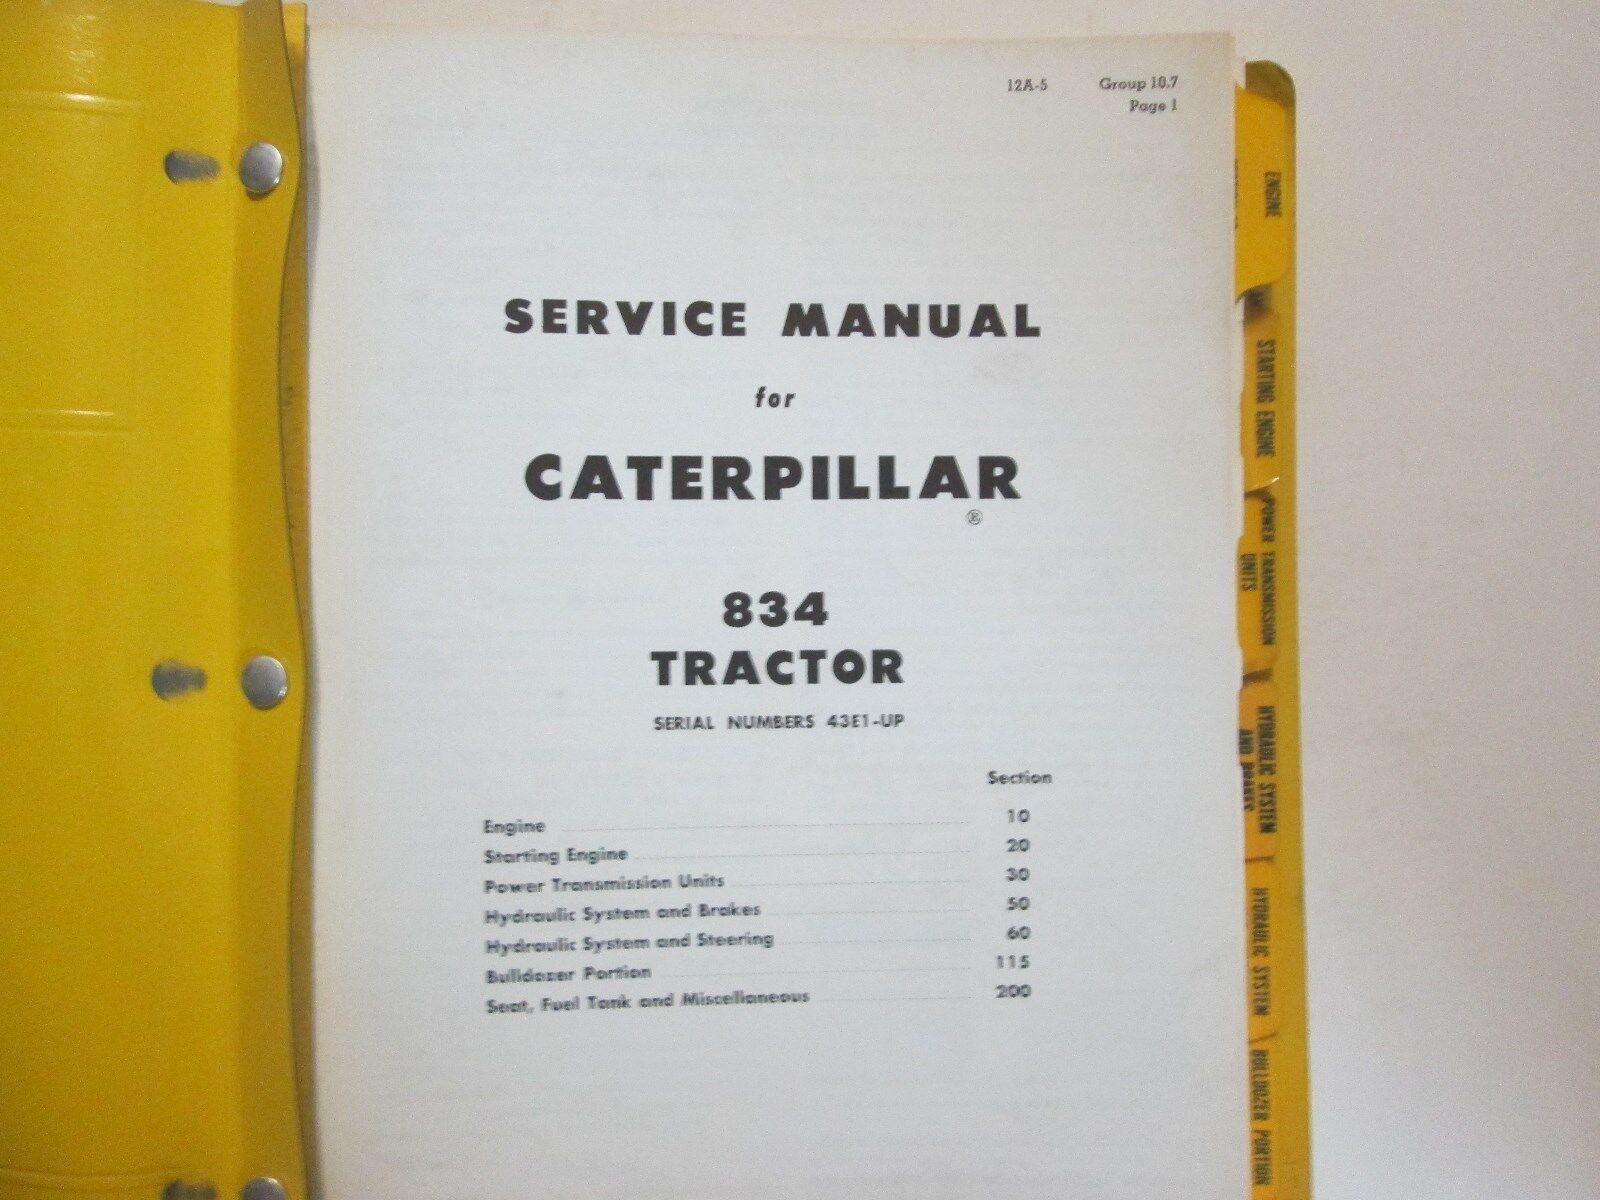 12A-5 Group 10.7
Page 1
SERVICE MANUAL
for
CATERPILLAR
®
834
TRACTOR
SERIAL NUMBERS 43E1-UP
Section
Engine 10
Starting Engine 20
Power Transmission Units 30
Hydraulic System and Brakes 50
Hydraulic System and Steering 60
Bulldozer Portion 115
Seat, Fuel Tank and Miscellaneous 200
ENGINE
STARTING ENGINE
POWER TRANSMISSION
UNITS
HYDRAULIC SYSTEM
AND BRAKES
HYDRAULIC SYSTEM
BULLDOZER PORTION